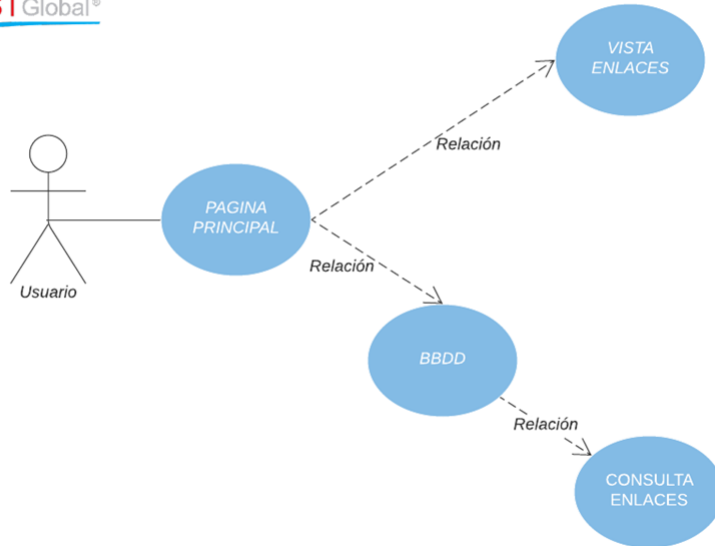 Global®
VISTA
ENLACES
Relación
PAGINA
PRINCIPAL
Relación
Usuario
BBDD
Relación
CONSULTA
ENLACES